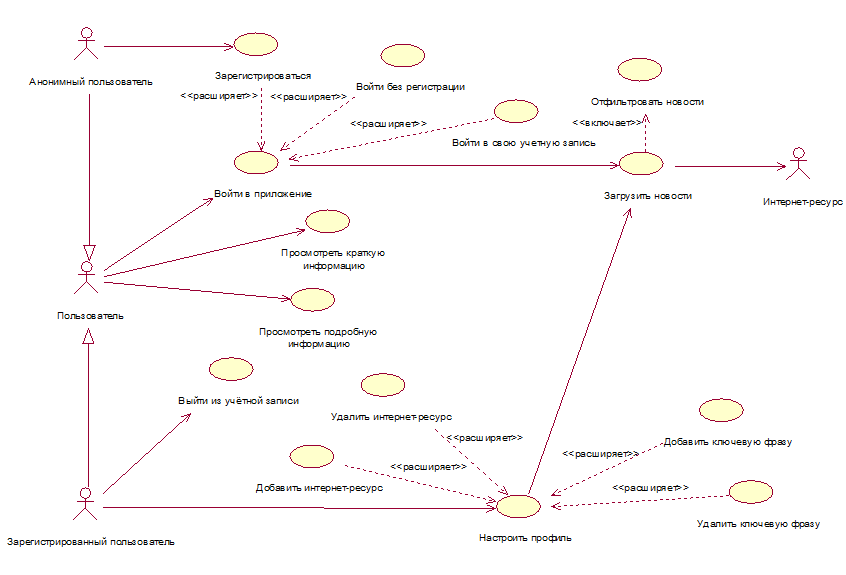 Анонимный пользователь
Зарегистрироваться
<<расширяет>>
<<расширяет>>
Войти без регистрации
<<расширяет>>
Войти в свою учетную запись
Отфильтровать новости
<<включает>>
Войти в приложение
Загрузить новости
Интернет-ресурс
Просмотреть краткую
информацию
Пользователь
Просмотреть подробную
информацию
Выйти из учётной записи
Удалить интернет-ресурс
<<расширяет>>
Добавить ключевую фразу
<<расширяет>>
<<расширяет>>
Добавить интернет-ресурс
<<расширяет>>
Удалить ключевую фразу
Настроить профиль
Зарегистрированный пользователь